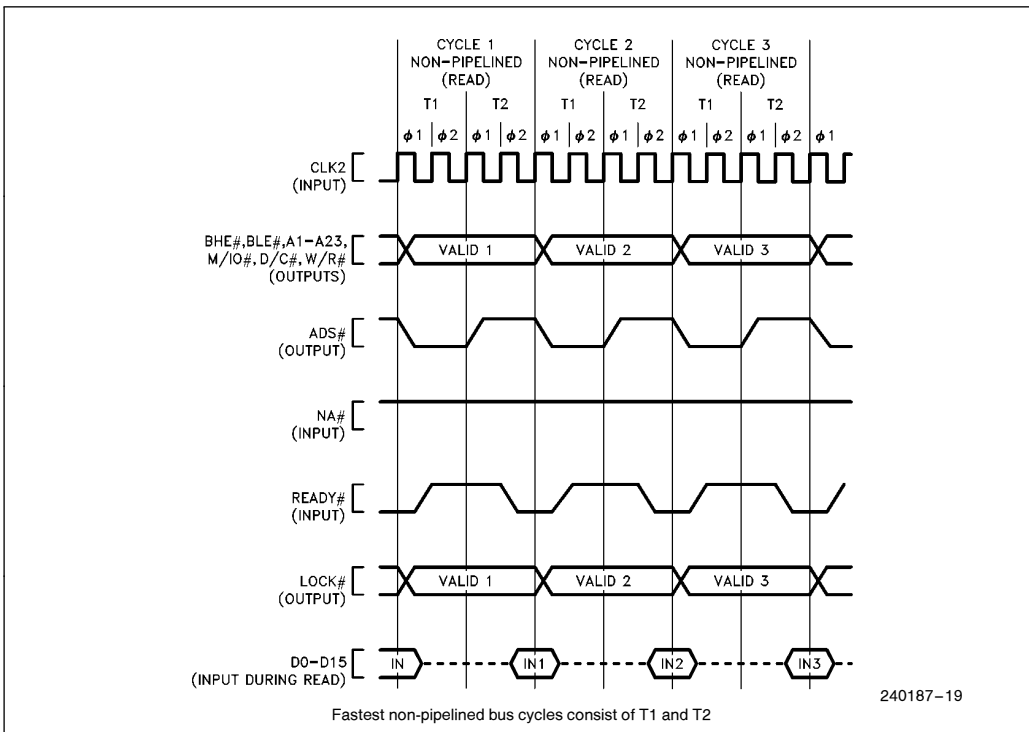 CYCLE 1 CYCLE 2 CYCLE 3
NON-PIPELINED NON-PIPELINED NON-PIPELINED
(READ) (READ) (READ)
T1 T2 T1 T2 T1 T2
ϕ1 ϕ2 ϕ1 ϕ2 ϕ1 ϕ2 ϕ1 ϕ2 ϕ1 ϕ2 ϕ1 ϕ2 ϕ1
CLK2
(INPUT)
BHE#,BLE#,A1-A23,
M/IO#,D/C#,W/R#
(OUTPUTS)
VALID 1 VALID 2 VALID 3
ADS#
(OUTPUT)
NA#
(INPUT)
READY#
(INPUT)
LOCK#
(OUTPUT)
VALID 1 VALID 2 VALID 3
D0-D15
(INPUT DURING READ)
IN IN1 IN2 IN3
240187-19
Fastest non-pipelined bus cycles consist of T1 and T2